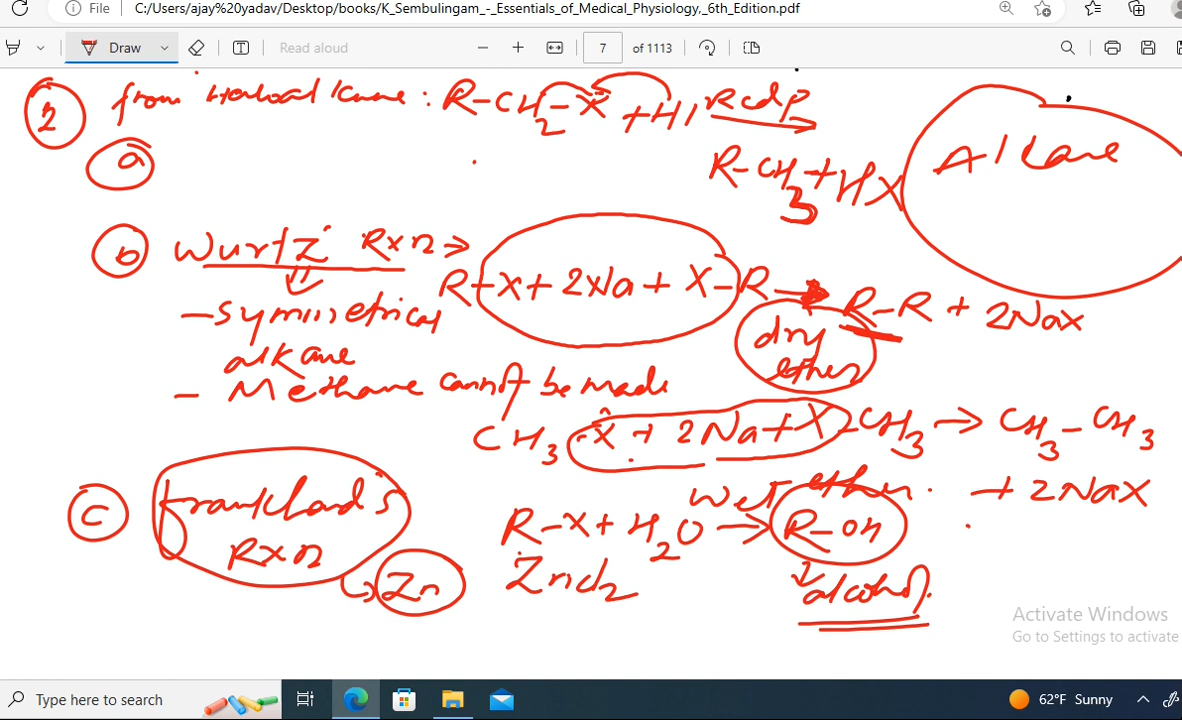 File C:/Users/ajay%20yadav/Desktop/books/K_Sembulingam_-_Essentials_of_Medical_Physiology,_6th_Edition.pdf
Draw Read aloud 7 of 1113
2 from : R-CH2-X + HI Rcdp
a R-CH3+HX Alkane
b Wurtz Rxn → R-X+2Na+X-R → R-R + 2Nax
dry ether
-symmetrical
alkane
- Methane cannot be made
CH3-X+2Na+X-CH3 → CH3-CH3
+ 2NaX
wet ether
c Frankland's R-X+H2O → R-OH
Rxn
Zn alcohol
Activate Windows
Go to Settings to activate
Type here to search 62°F Sunny